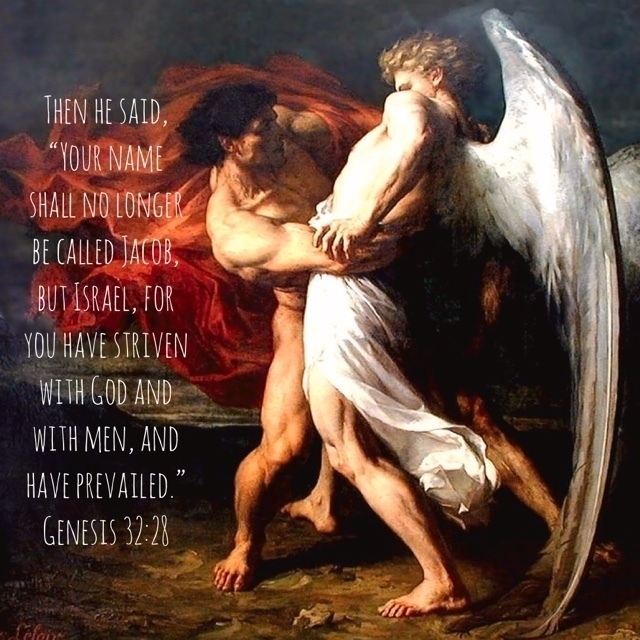 Then he said,
“Your name
shall no longer
be called Jacob,
but Israel, for
you have striven
with God and
with men, and
have prevailed.”
Genesis 32:28